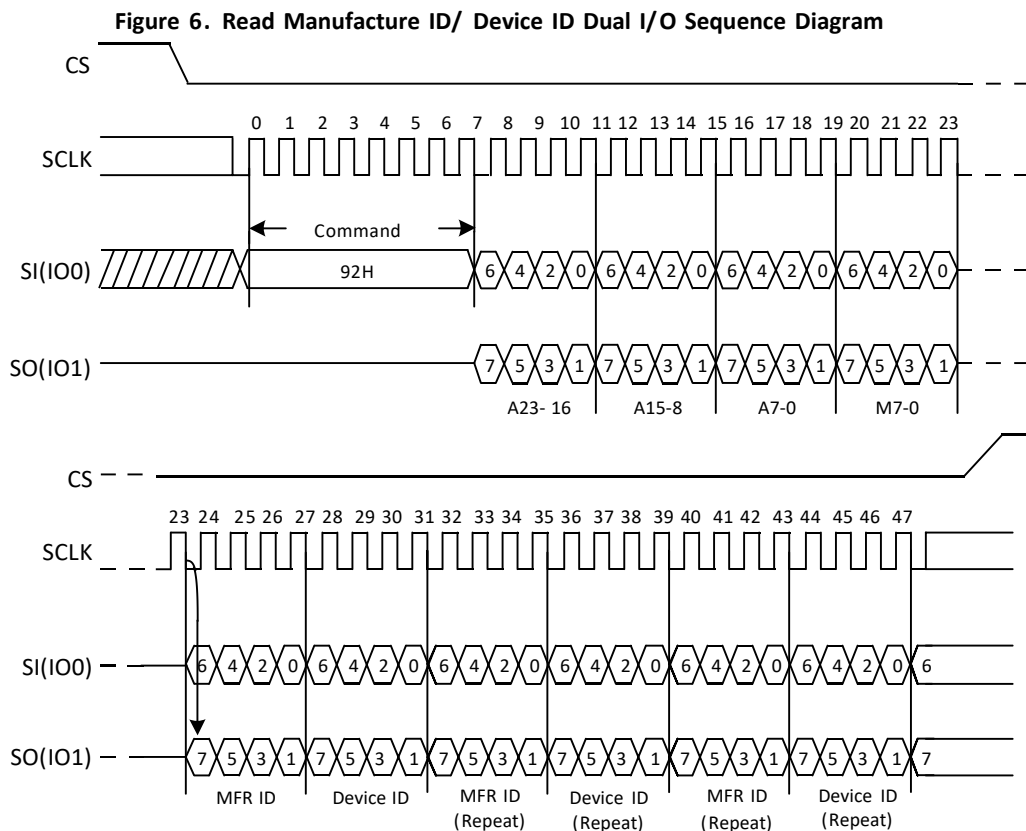 Figure 6. Read Manufacture ID/ Device ID Dual I/O Sequence Diagram
CS
0 1 2 3 4 5 6 7 8 9 10 11 12 13 14 15 16 17 18 19 20 21 22 23
SCLK
Command
SI(IO0) 92H 6 4 2 0 6 4 2 0 6 4 2 0 6 4 2 0
SO(IO1) 7 5 3 1 7 5 3 1 7 5 3 1 7 5 3 1
A23- 16 A15-8 A7-0 M7-0
CS
23 24 25 26 27 28 29 30 31 32 33 34 35 36 37 38 39 40 41 42 43 44 45 46 47
SCLK
SI(IO0) 6 4 2 0 6 4 2 0 6 4 2 0 6 4 2 0 6 4 2 0 6 4 2 0 6
SO(IO1) 7 5 3 1 7 5 3 1 7 5 3 1 7 5 3 1 7 5 3 1 7 5 3 1 7
MFR ID Device ID MFR ID Device ID MFR ID Device ID
(Repeat) (Repeat) (Repeat) (Repeat)